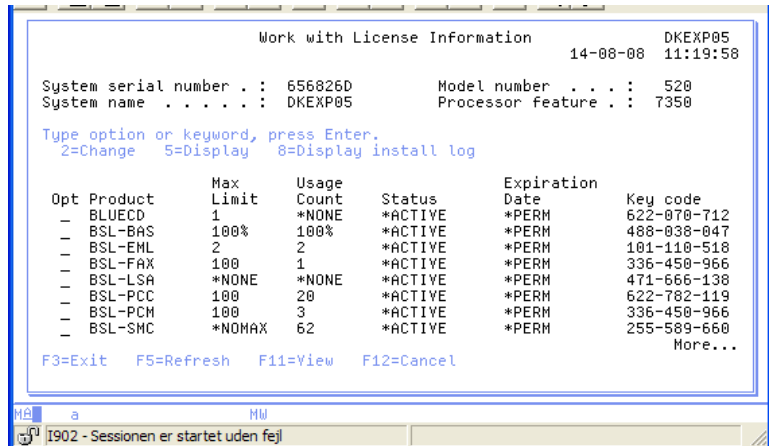 Work with License Information DKEXP05
14-08-08 11:19:58
System serial number . : 656826D Model number . . . : 520
System name . . . . . : DKEXP05 Processor feature . : 7350
Type option or keyword, press Enter.
2=Change 5=Display 8=Display install log
Max Usage Expiration
Opt Product Limit Count Status Date Key code
_ BLUECD 1 *NONE *ACTIVE *PERM 622-070-712
_ BSL-BAS 100% 100% *ACTIVE *PERM 488-038-047
_ BSL-EML 2 2 *ACTIVE *PERM 101-110-518
_ BSL-FAX 100 1 *ACTIVE *PERM 336-450-966
_ BSL-LSA *NONE *NONE *ACTIVE *PERM 471-666-138
_ BSL-PCC 100 20 *ACTIVE *PERM 622-782-119
_ BSL-PCM 100 3 *ACTIVE *PERM 336-450-966
_ BSL-SMC *NOMAX 62 *ACTIVE *PERM 255-589-660
More...
F3=Exit F5=Refresh F11=View F12=Cancel
MA a MW
I902 - Sessionen er startet uden fejl